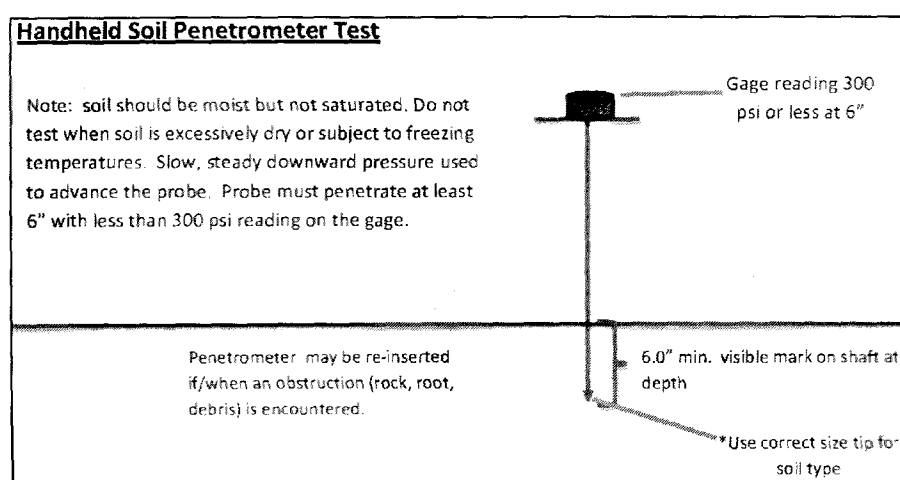 Handheld Soil Penetrometer Test
Note: soil should be moist but not saturated. Do not
test when soil is excessively dry or subject to freezing
temperatures. Slow, steady downward pressure used
to advance the probe. Probe must penetrate at least
6" with less than 300 psi reading on the gage.
Gage reading 300
psi or less at 6"
Penetrometer may be re-inserted
if/when an obstruction (rock, root,
debris) is encountered.
6.0" min. visible mark on shaft at
depth
*Use correct size tip for
soil type